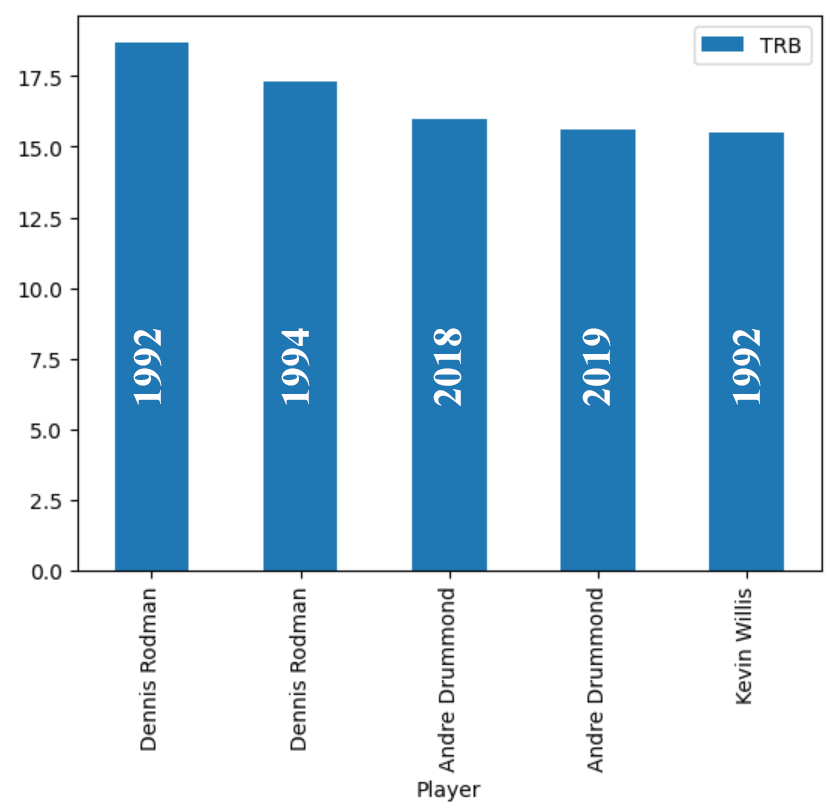 TRB
17.5
15.0
12.5
10.0
7.5
5.0
2.5
0.0
1992
1994
2018
2019
1992
Dennis Rodman
Dennis Rodman
Andre Drummond
Andre Drummond
Kevin Willis
Player